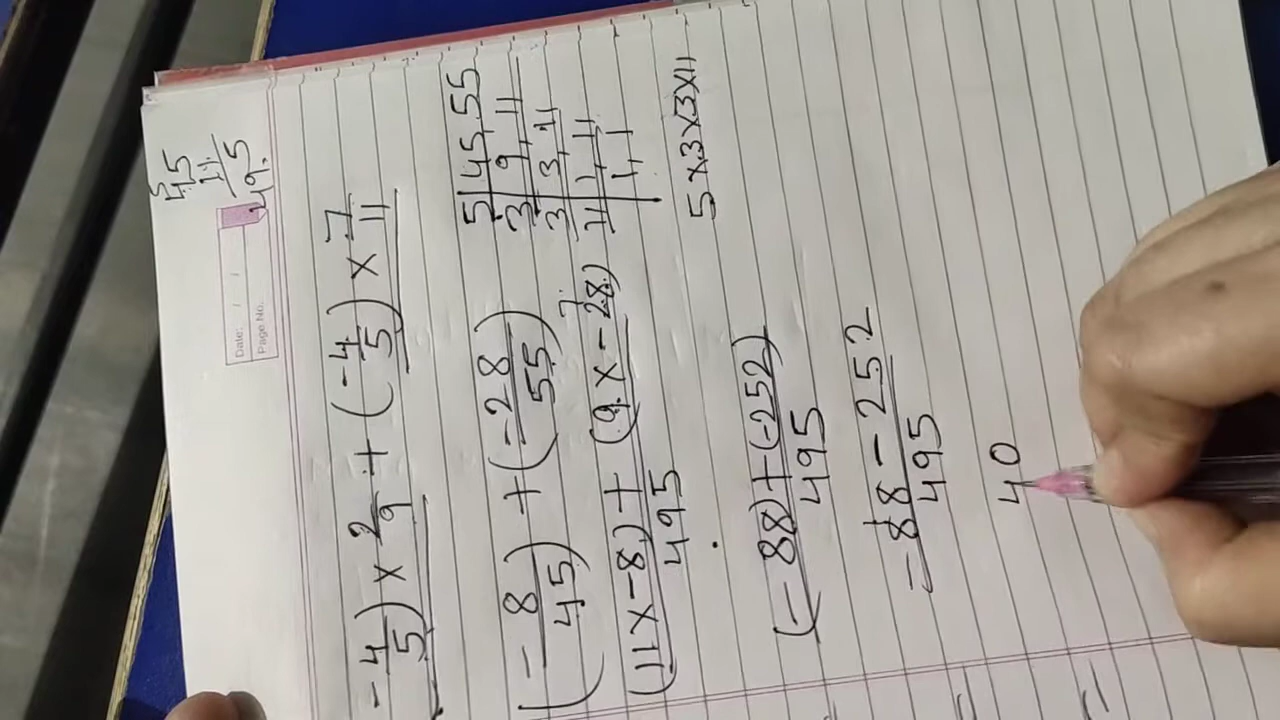 45
11
495
Date: / /
Page No.
(-4/5) × 2/9 + (-4/5) × 7/11
(-8/45) + (-28/55)
5 | 45, 55
3 | 9, 11
3 | 3, 11
11 | 1, 11
1, 1
(11 × -8) + (9 × -28)
495
5 × 3 × 3 × 11
(-88) + (-252)
495
-88 - 252
495
40